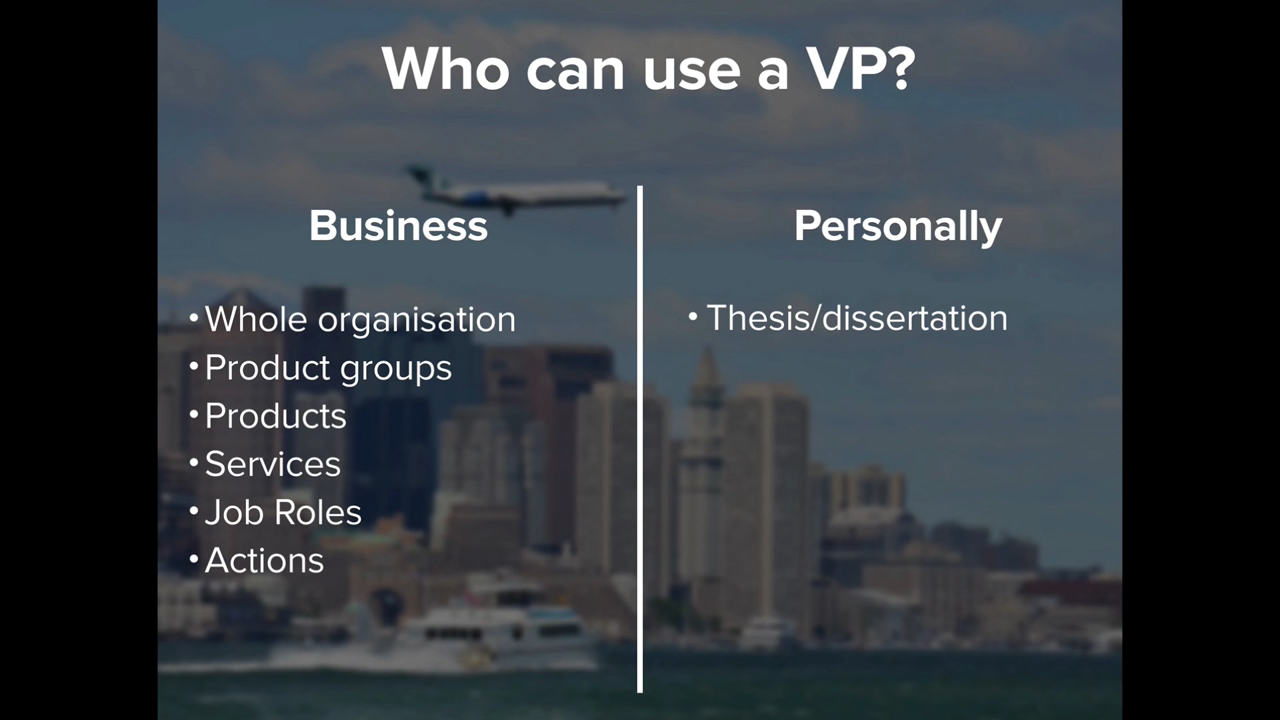 Who can use a VP?
Business
• Whole organisation
• Product groups
• Products
• Services
• Job Roles
• Actions
Personally
• Thesis/dissertation